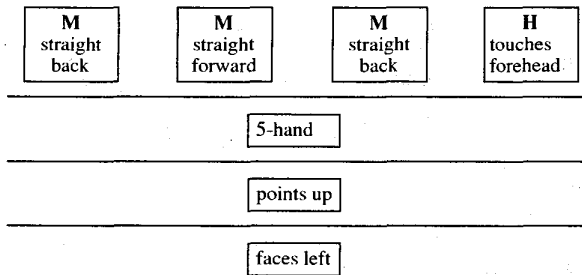 M M M H
straight straight straight touches
back forward back forehead
5-hand
points up
faces left